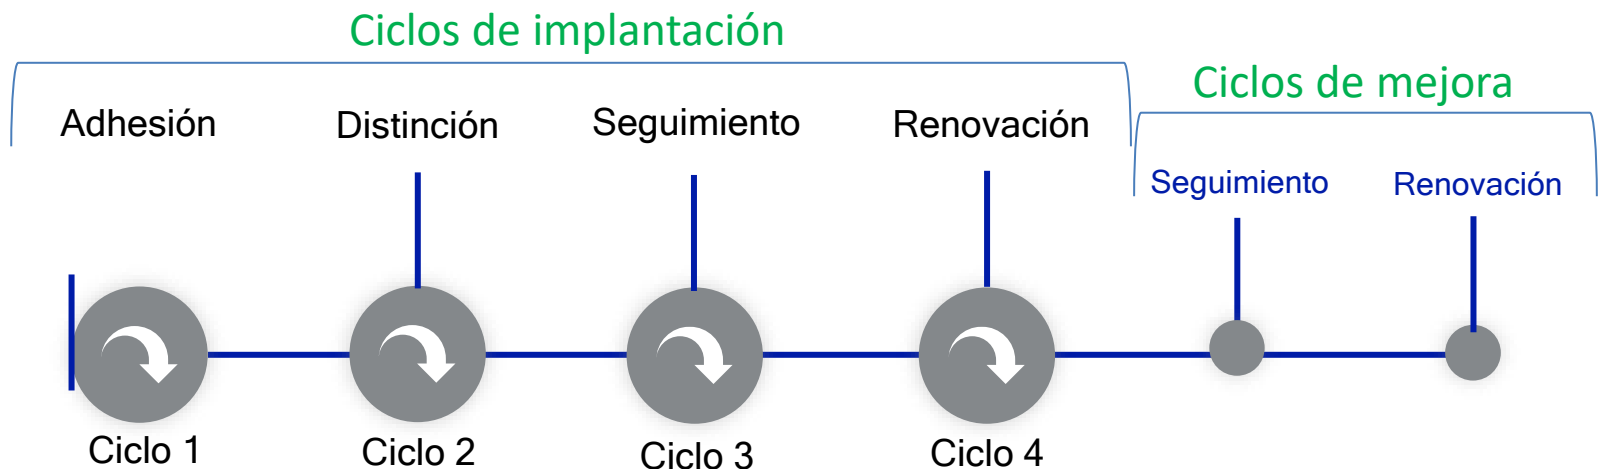 Ciclos de implantación
Ciclos de mejora
Adhesión
Distinción
Seguimiento
Renovación
Seguimiento
Renovación
Ciclo 1
Ciclo 2
Ciclo 3
Ciclo 4